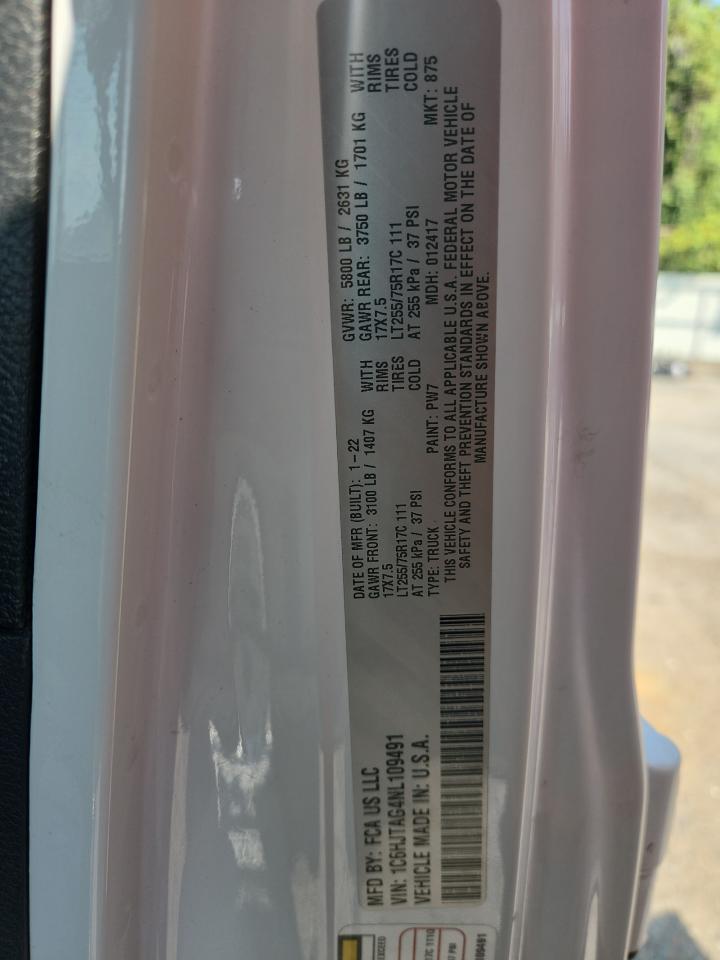 MFD BY: FCA US LLC
VIN: 1C6HJTAG4NL109491
VEHICLE MADE IN: U.S.A.
DATE OF MFR (BUILT): 1-22 GVWR: 5800 LB / 2631 KG
GAWR FRONT: 3100 LB / 1407 KG WITH GAWR REAR: 3750 LB / 1701 KG WITH
17X7.5 RIMS 17X7.5 RIMS
LT255/75R17C 111 TIRES LT255/75R17C 111 TIRES
AT 255 kPa / 37 PSI COLD AT 255 kPa / 37 PSI COLD
TYPE: TRUCK PAINT: PW7 MDH: 012417 MKT: 875
THIS VEHICLE CONFORMS TO ALL APPLICABLE U.S.A. FEDERAL MOTOR VEHICLE
SAFETY AND THEFT PREVENTION STANDARDS IN EFFECT ON THE DATE OF
MANUFACTURE SHOWN ABOVE.
EXCEED
PSI
109491